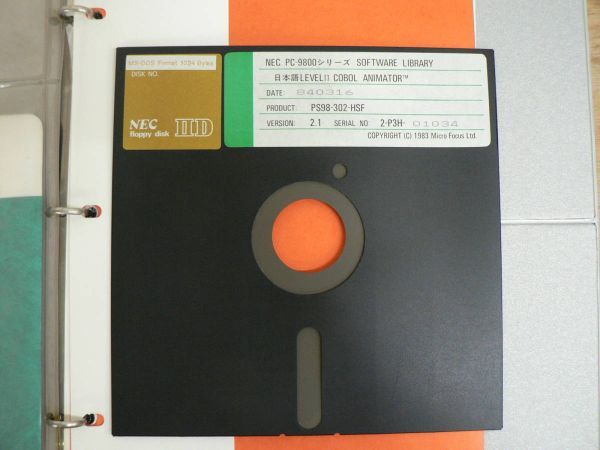 MS-DOS Format 1024 Bytes
DISK NO.
NEC HD
floppy disk
NEC PC-9800シリーズ SOFTWARE LIBRARY
日本語LEVELII COBOL ANIMATOR™
DATE: 840316
PRODUCT: PS98-302-HSF
VERSION: 2.1 SERIAL NO: 2-P3H- 01034
COPYRIGHT (C) 1983 Micro Focus Ltd.